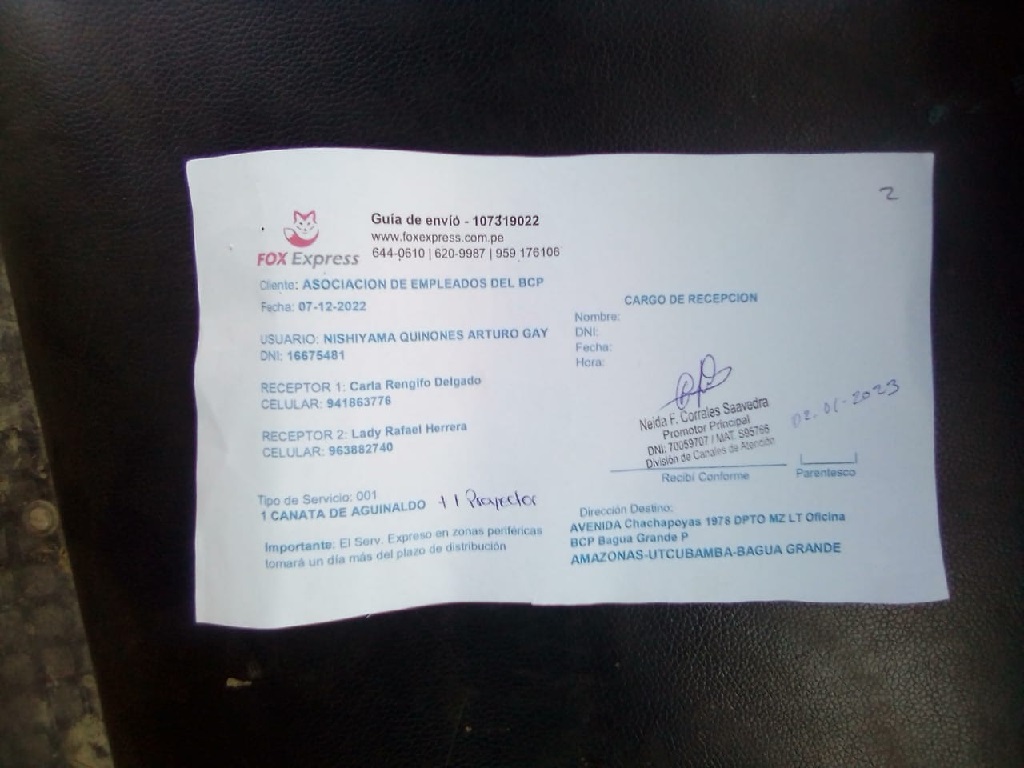 2
FOX Express
Guía de envió - 107319022
www.foxexpress.com.pe
644-0610 | 620-9987 | 959 176106
Cliente: ASOCIACION DE EMPLEADOS DEL BCP
Fecha: 07-12-2022
USUARIO: NISHIYAMA QUINONES ARTURO GAY
DNI: 16675481
RECEPTOR 1: Carla Rengifo Delgado
CELULAR: 941863776
RECEPTOR 2: Lady Rafael Herrera
CELULAR: 963882740
Tipo de Servicio: 001
1 CANATA DE AGUINALDO + 1 Proyector
Importante: El Serv. Expreso en zonas periféricas
tomará un día más del plazo de distribución
CARGO DE RECEPCION
Nombre:
DNI:
Fecha:
Hora:
Neida F. Corrales Saavedra
Promotor Principal
DNI: 70059707 / MAT. S95766
División de Canales de Atención
02-01-2023
Recibí Conforme
Parentesco
Dirección Destino:
AVENIDA Chachapoyas 1978 DPTO MZ LT Oficina
BCP Bagua Grande P
AMAZONAS-UTCUBAMBA-BAGUA GRANDE